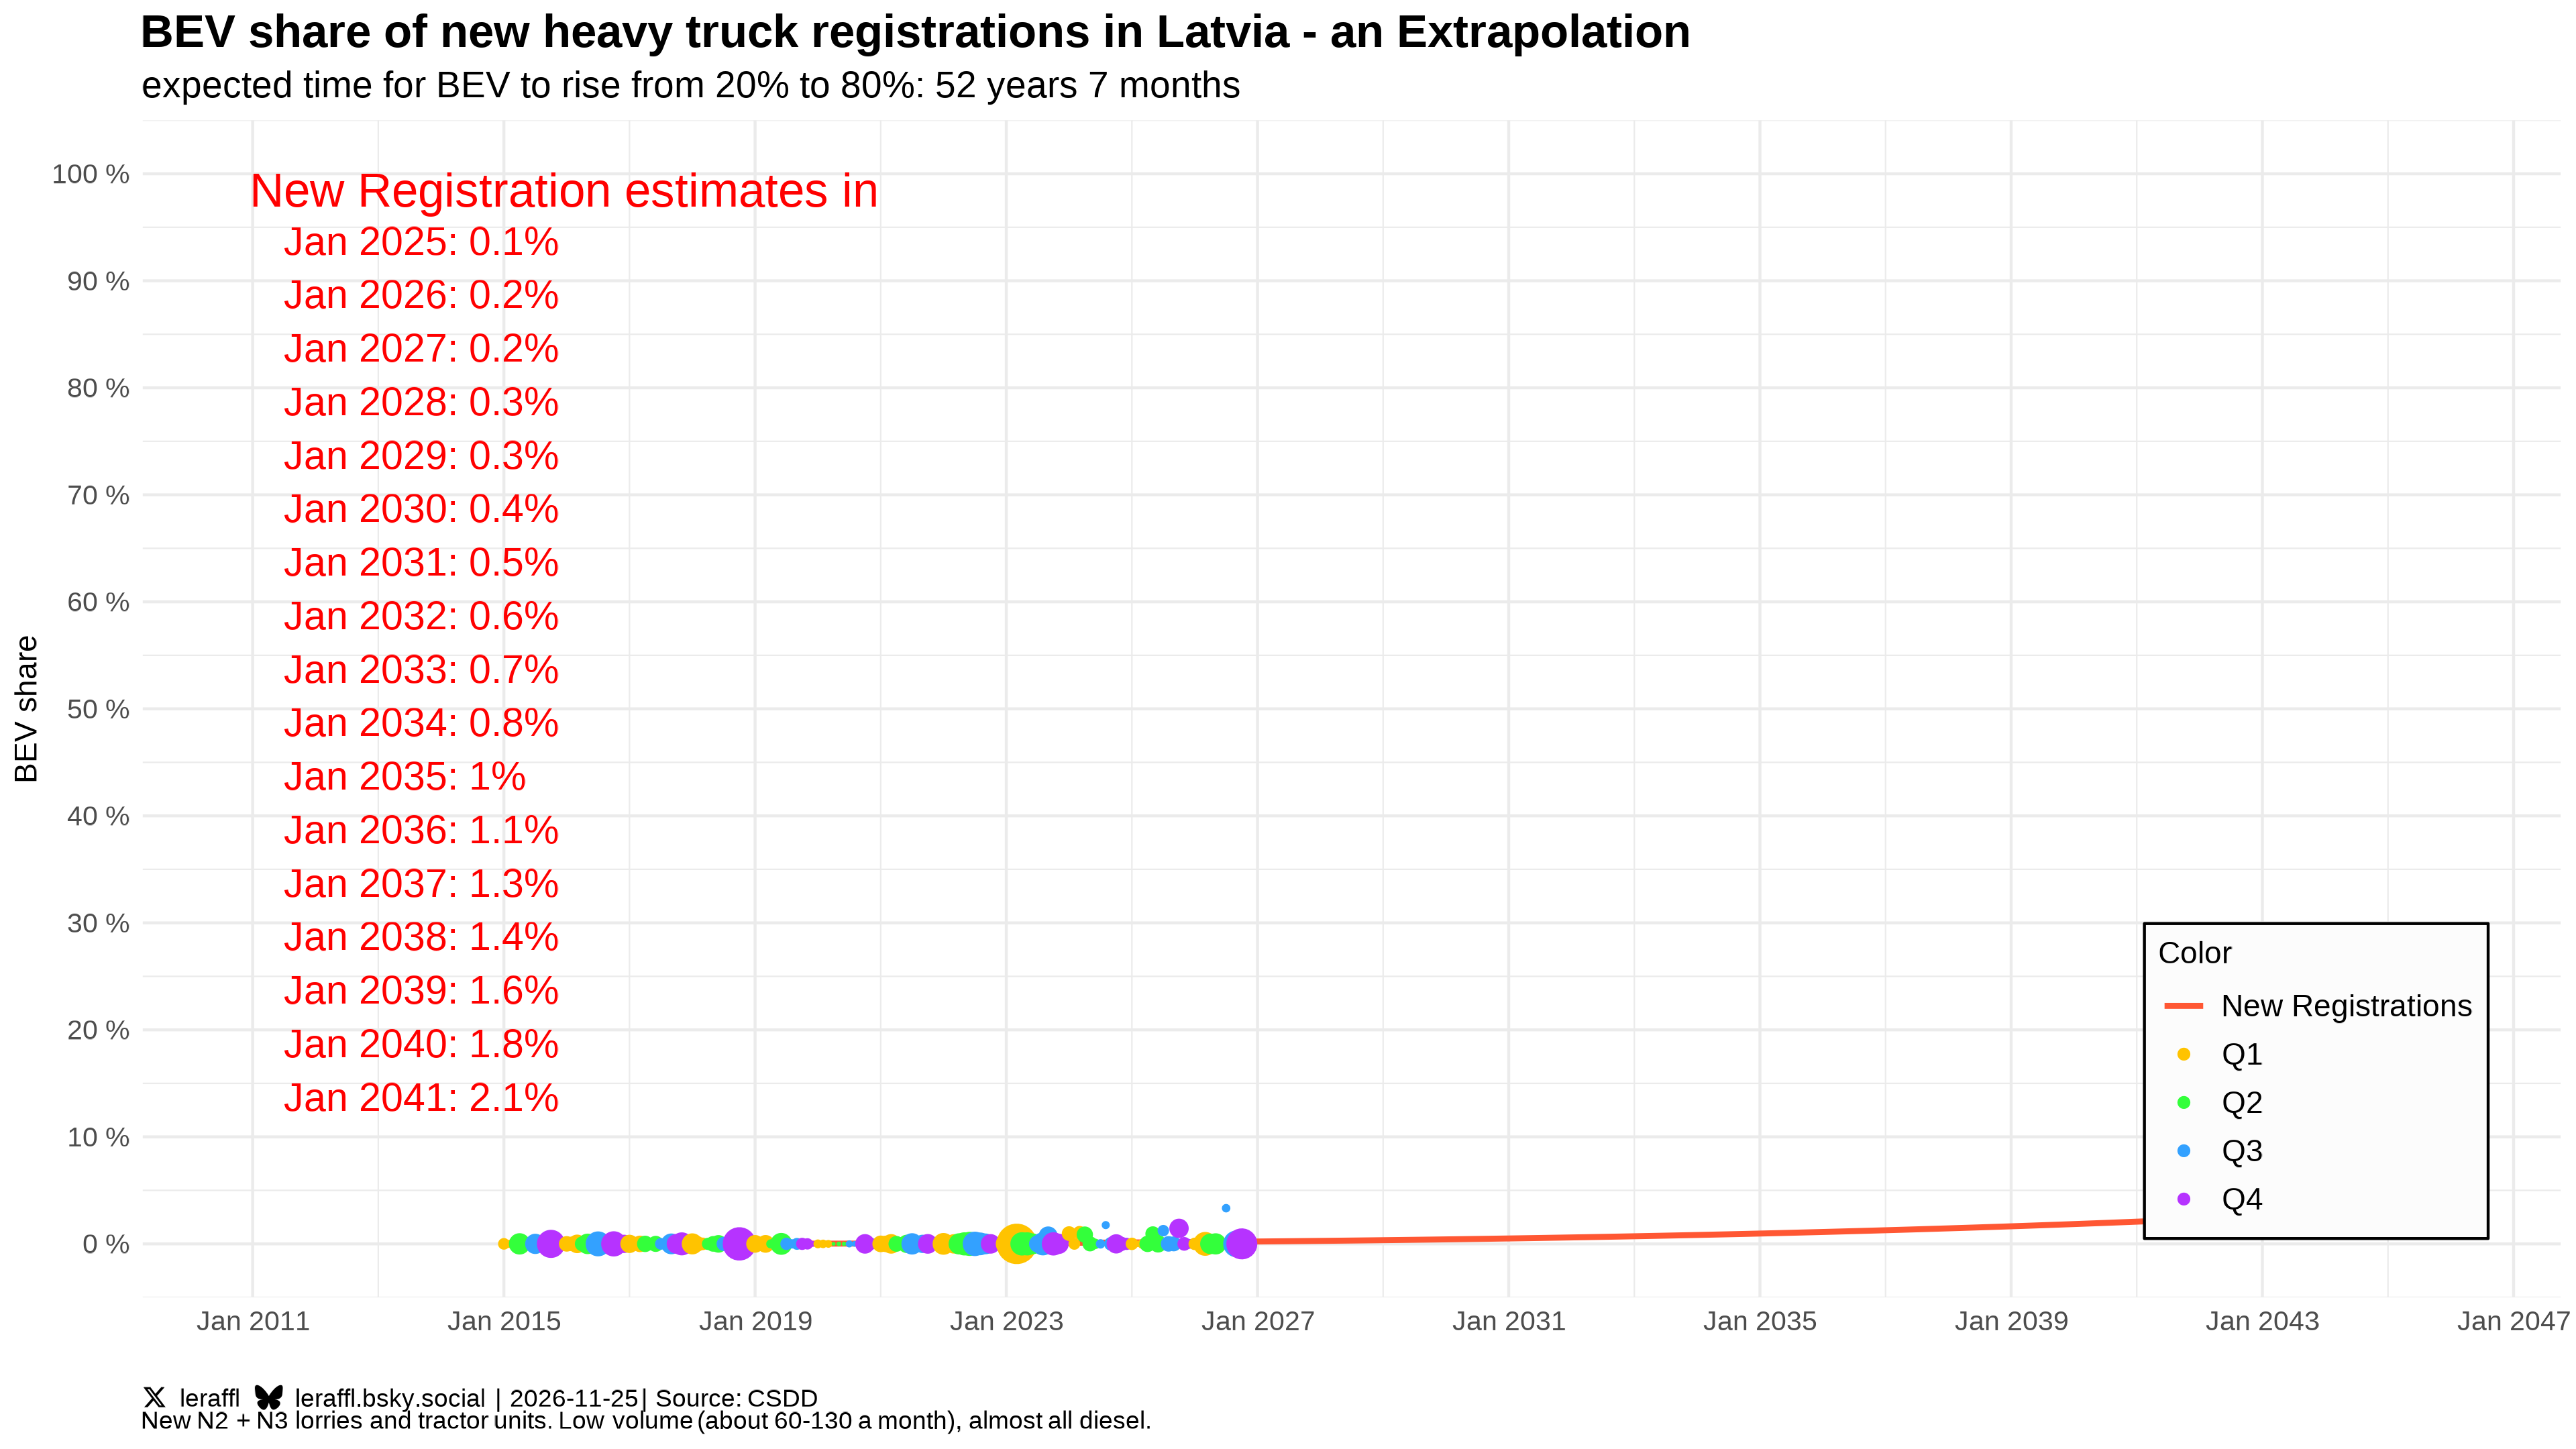 BEV share of new heavy truck registrations in Latvia - an Extrapolation
expected time for BEV to rise from 20% to 80%: 52 years 7 months
BEV share
100 %
90 %
80 %
70 %
60 %
50 %
40 %
30 %
20 %
10 %
0 %
New Registration estimates in
Jan 2025: 0.1%
Jan 2026: 0.2%
Jan 2027: 0.2%
Jan 2028: 0.3%
Jan 2029: 0.3%
Jan 2030: 0.4%
Jan 2031: 0.5%
Jan 2032: 0.6%
Jan 2033: 0.7%
Jan 2034: 0.8%
Jan 2035: 1%
Jan 2036: 1.1%
Jan 2037: 1.3%
Jan 2038: 1.4%
Jan 2039: 1.6%
Jan 2040: 1.8%
Jan 2041: 2.1%
Color
New Registrations
Q1
Q2
Q3
Q4
Jan 2011
Jan 2015
Jan 2019
Jan 2023
Jan 2027
Jan 2031
Jan 2035
Jan 2039
Jan 2043
Jan 2047
leraffl leraffl.bsky.social | 2026-11-25| Source: CSDD
New N2 + N3 lorries and tractor units. Low volume (about 60-130 a month), almost all diesel.